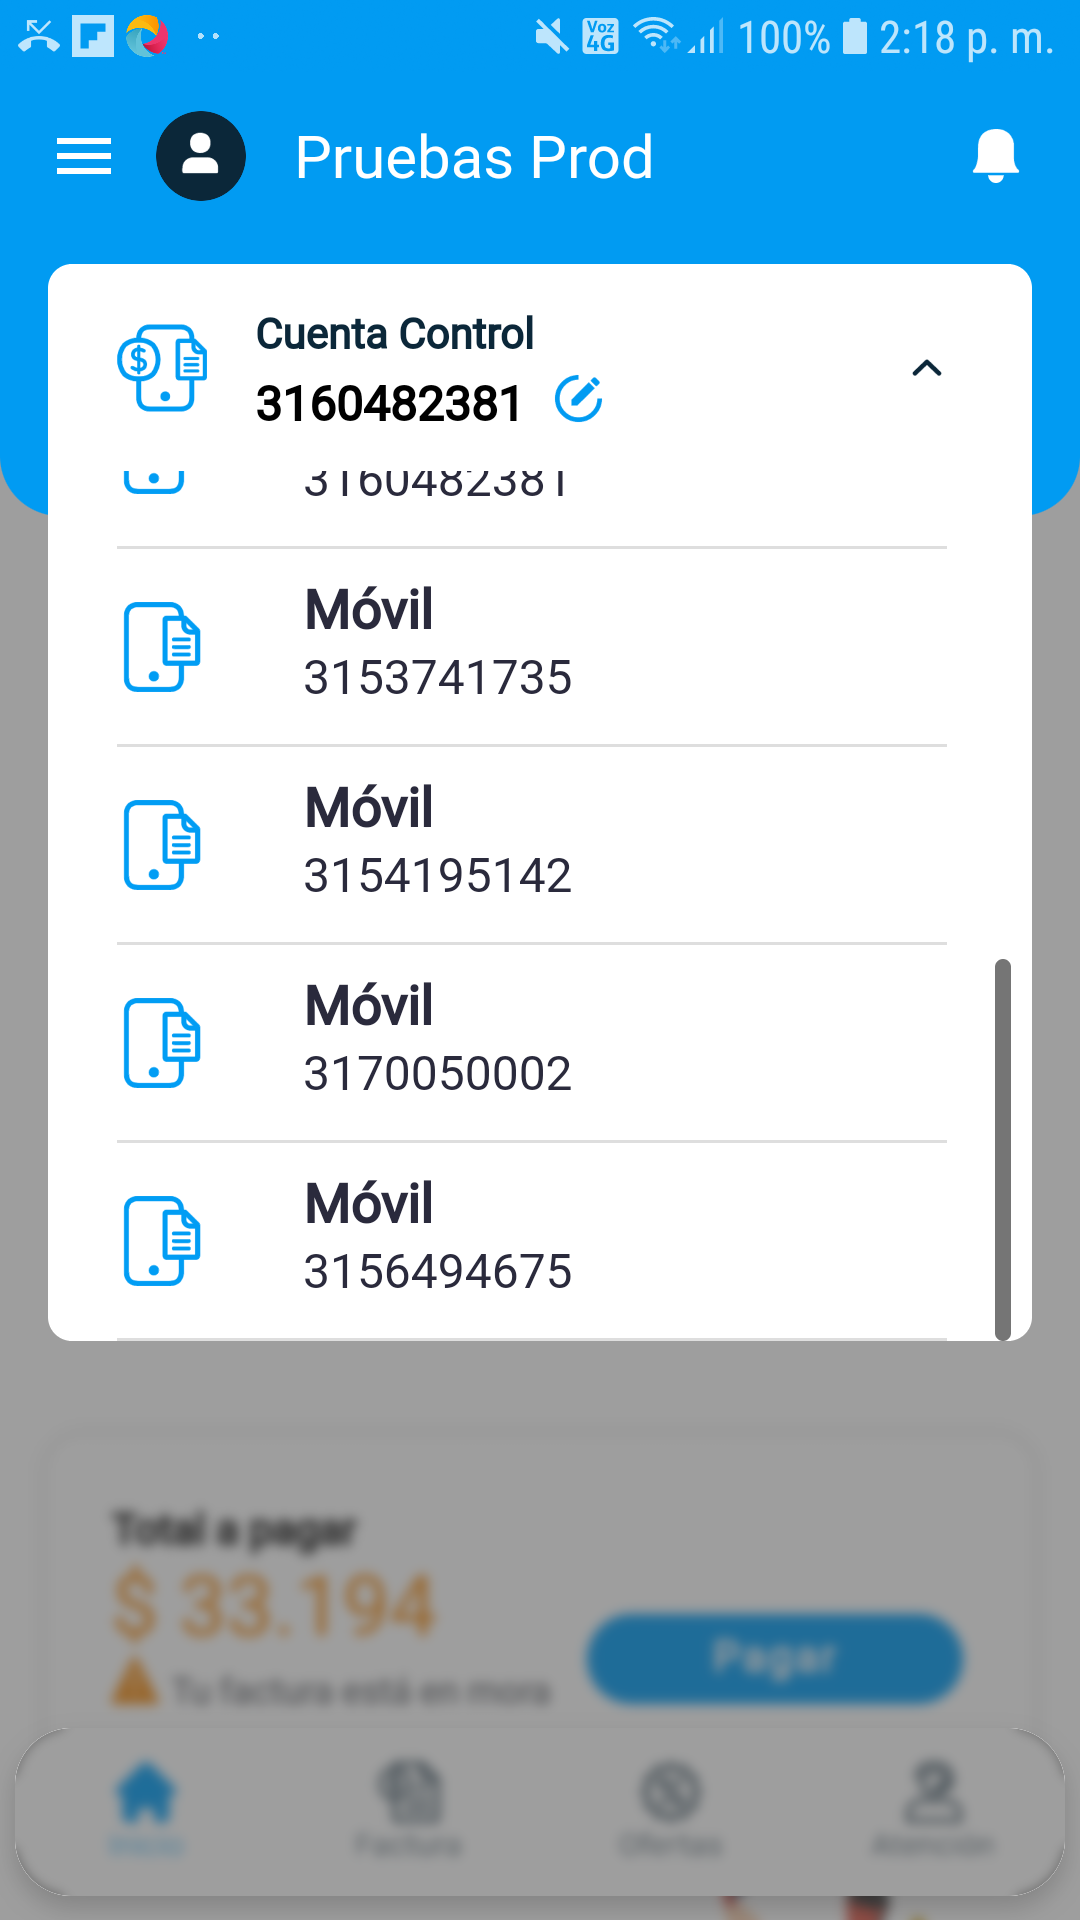 Voz 4G 100% 2:18 p. m.
Pruebas Prod
Cuenta Control
3160482381
3160482381
Móvil
3153741735
Móvil
3154195142
Móvil
3170050002
Móvil
3156494675
Total a pagar
$ 33.194
Pagar
Tu factura está en mora
Inicio Factura Ofertas Atención